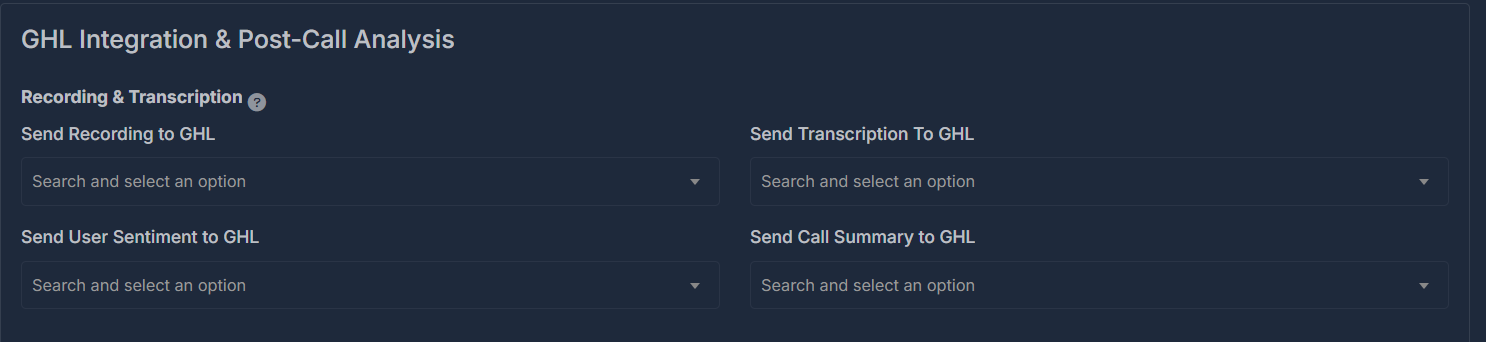 GHL Integration & Post-Call Analysis
Recording & Transcription ?
Send Recording to GHL
Send Transcription To GHL
Search and select an option
Search and select an option
Send User Sentiment to GHL
Send Call Summary to GHL
Search and select an option
Search and select an option